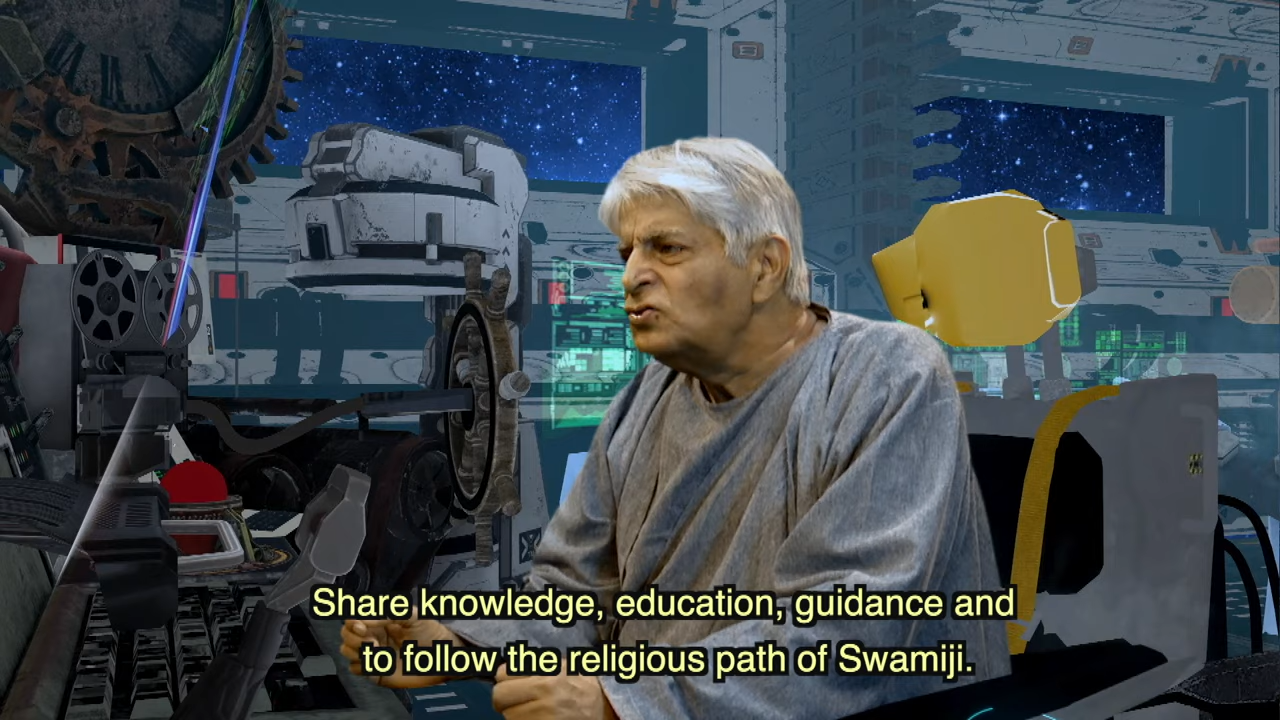 Share knowledge, education, guidance and
to follow the religious path of Swamiji.